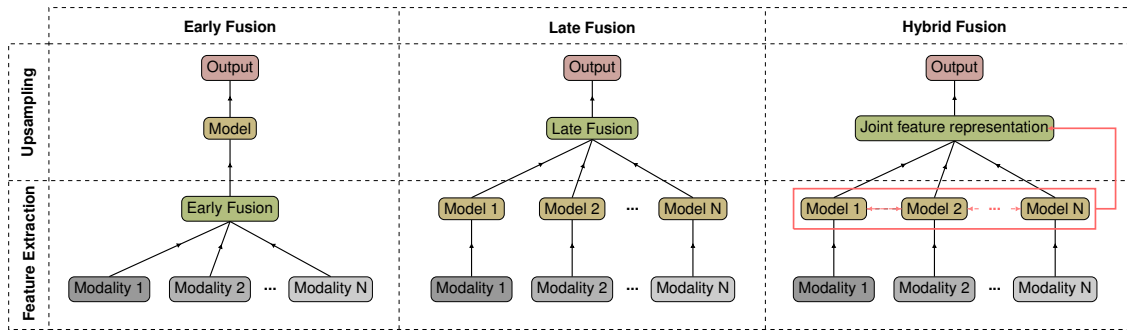 Early Fusion
Late Fusion
Hybrid Fusion
Upsampling
Output
Output
Output
Model
Late Fusion
Joint feature representation
Feature Extraction
Early Fusion
Model 1
Model 2
...
Model N
Model 1
Model 2
...
Model N
Modality 1
Modality 2
...
Modality N
Modality 1
Modality 2
...
Modality N
Modality 1
Modality 2
...
Modality N